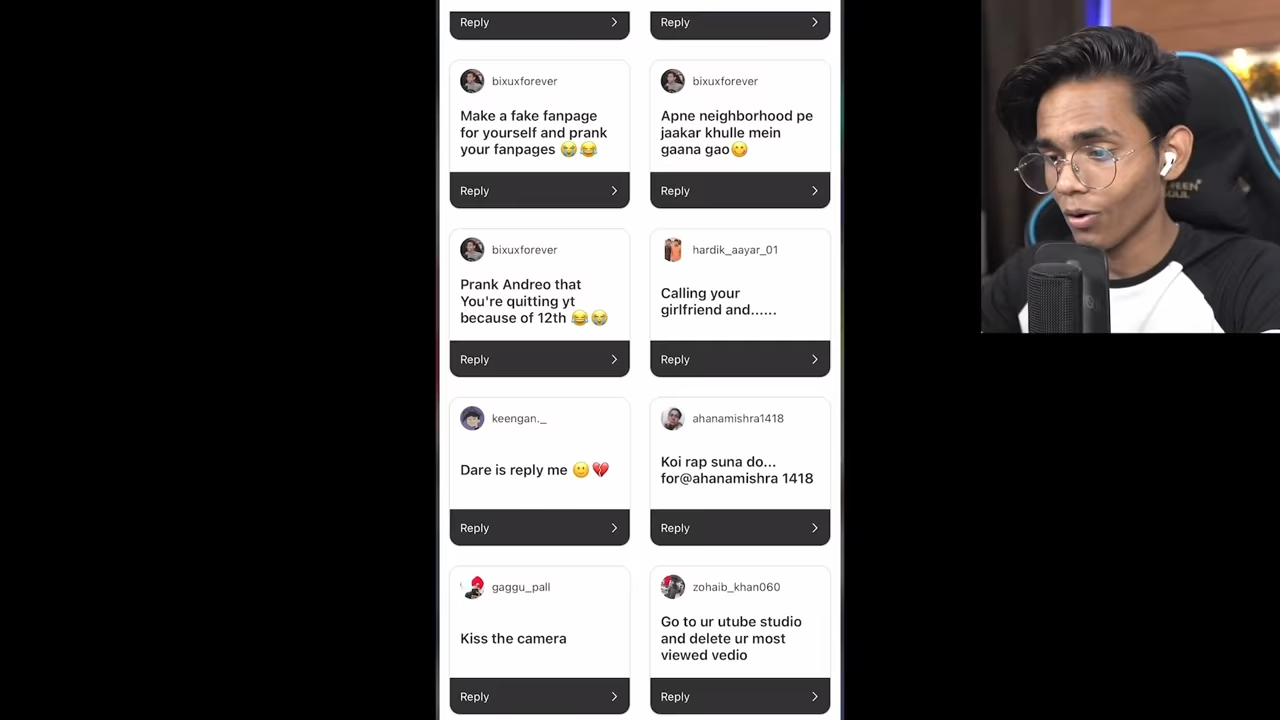 Reply
Reply
bixuxforever
Make a fake fanpage
for yourself and prank
your fanpages 😭😂
Reply
bixuxforever
Apne neighborhood pe
jaakar khulle mein
gaana gao😋
Reply
bixuxforever
Prank Andreo that
You're quitting yt
because of 12th 😂😭
Reply
hardik_aayar_01
Calling your
girlfriend and......
Reply
keengan._
Dare is reply me 🙂💔
Reply
ahanamishra1418
Koi rap suna do...
for@ahanamishra 1418
Reply
gaggu_pall
Kiss the camera
Reply
zohaib_khan060
Go to ur utube studio
and delete ur most
viewed vedio
Reply